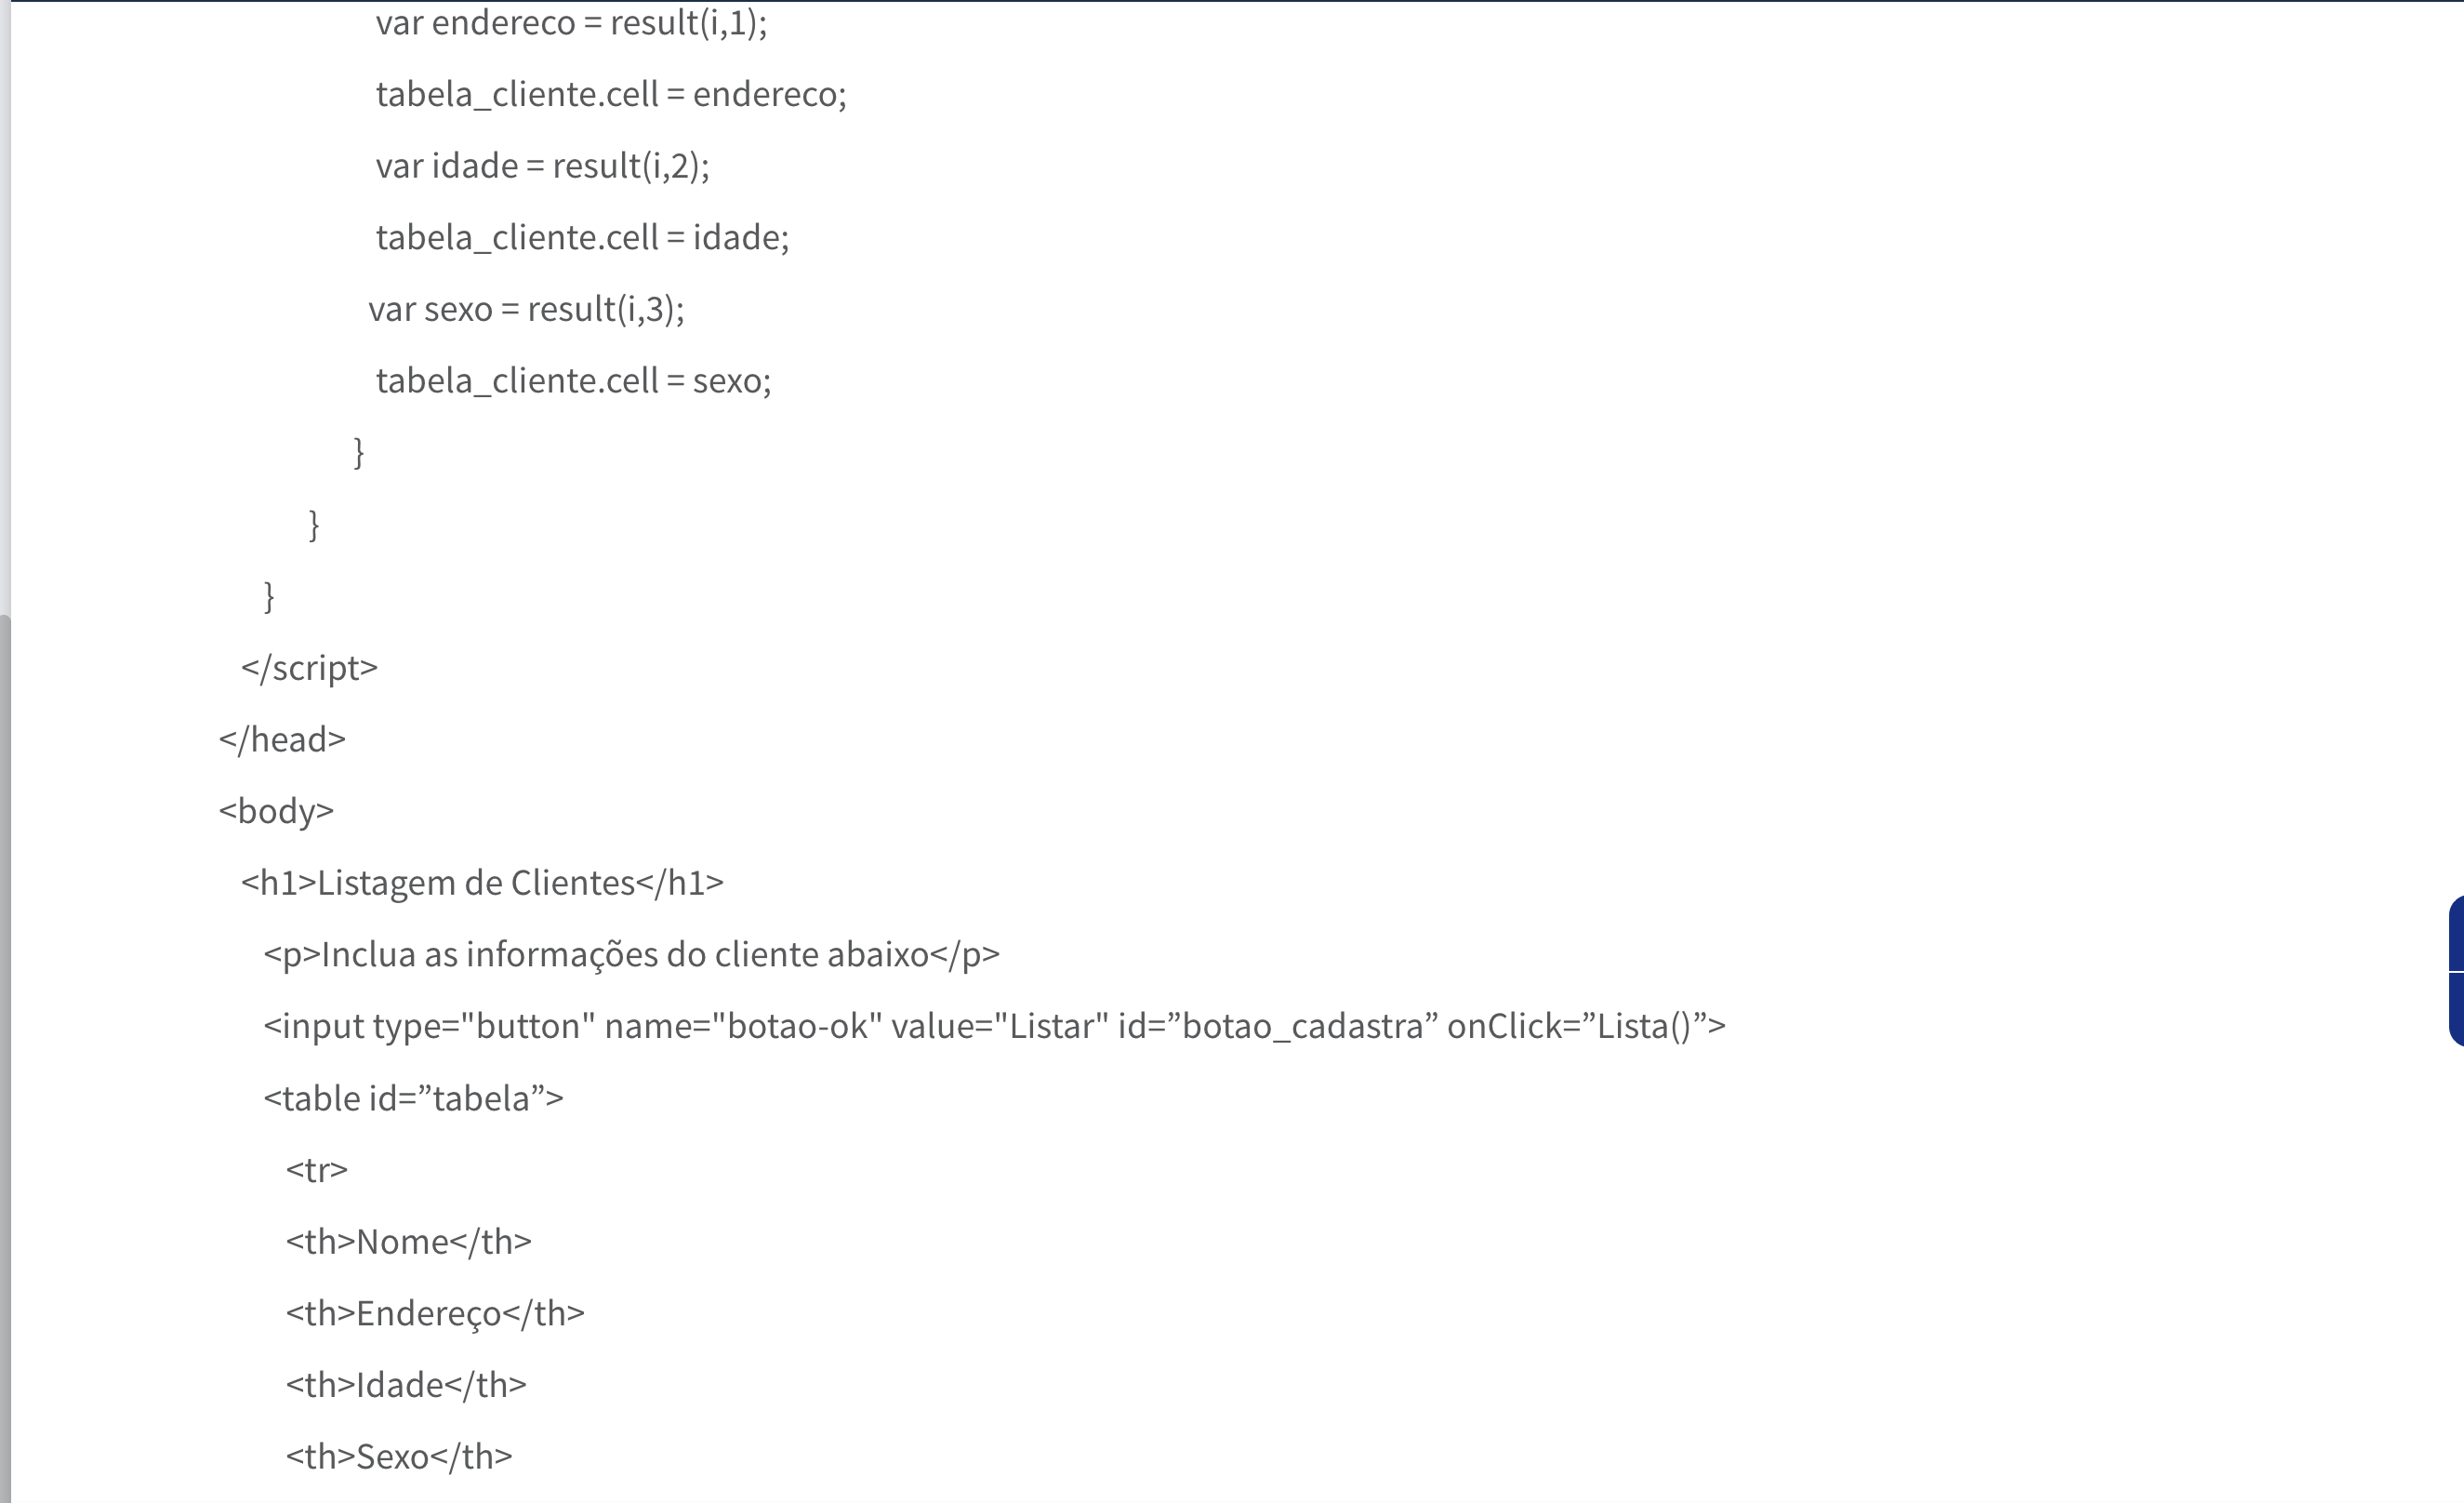 var endereco = result(i,1);
tabela_cliente.cell = endereco;
var idade = result(i,2);
tabela_cliente.cell = idade;
var sexo = result(i,3);
tabela_cliente.cell = sexo;
}
}
}
</script>
</head>
<body>
<h1>Listagem de Clientes</h1>
<p>Inclua as informações do cliente abaixo</p>
<input type="button" name="botao-ok" value="Listar" id=”botao_cadastra” onClick=”Lista()”>
<table id=”tabela”>
<tr>
<th>Nome</th>
<th>Endereço</th>
<th>Idade</th>
<th>Sexo</th>